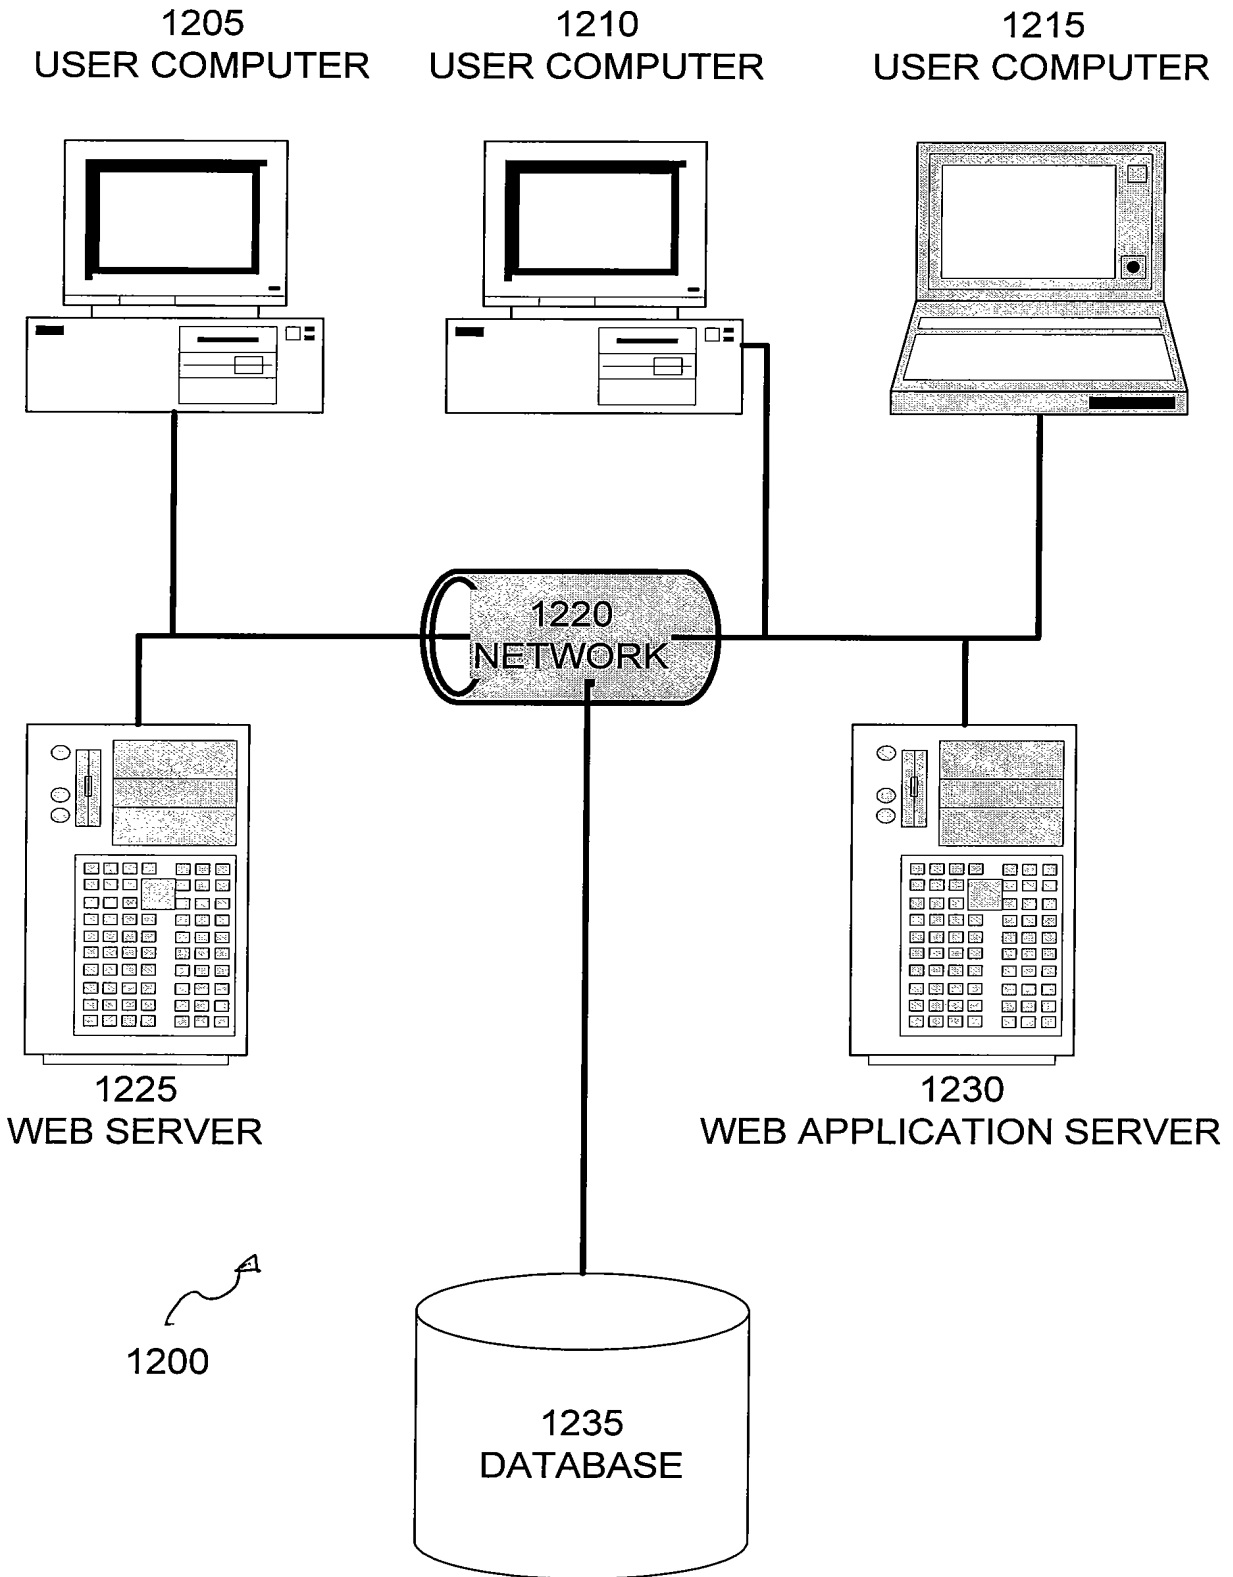 1205
USER COMPUTER
1210
USER COMPUTER
1215
USER COMPUTER
1220
NETWORK
1225
WEB SERVER
1230
WEB APPLICATION SERVER
1200
1235
DATABASE